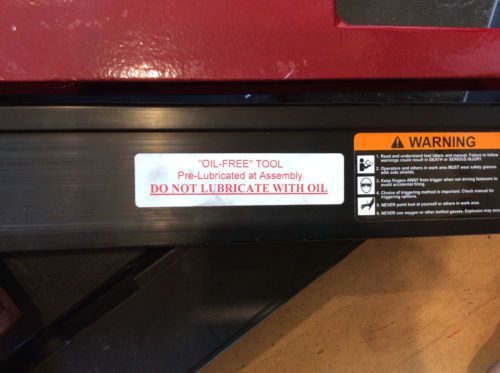 "OIL-FREE" TOOL
Pre-Lubricated at Assembly
DO NOT LUBRICATE WITH OIL
WARNING
1. Read and understand tool labels and manual. Failure to follow
warnings could result in DEATH or SERIOUS INJURY.
2. Operators and others in work area MUST wear safety glasses
with side shields.
3. Keep fingers AWAY from trigger when not driving fasteners to
avoid accidental firing.
4. Choice of triggering method is important. Check manual for
triggering options.
5. NEVER point tool at yourself or others in work area.
6. NEVER use oxygen or other bottled gases. Explosion may